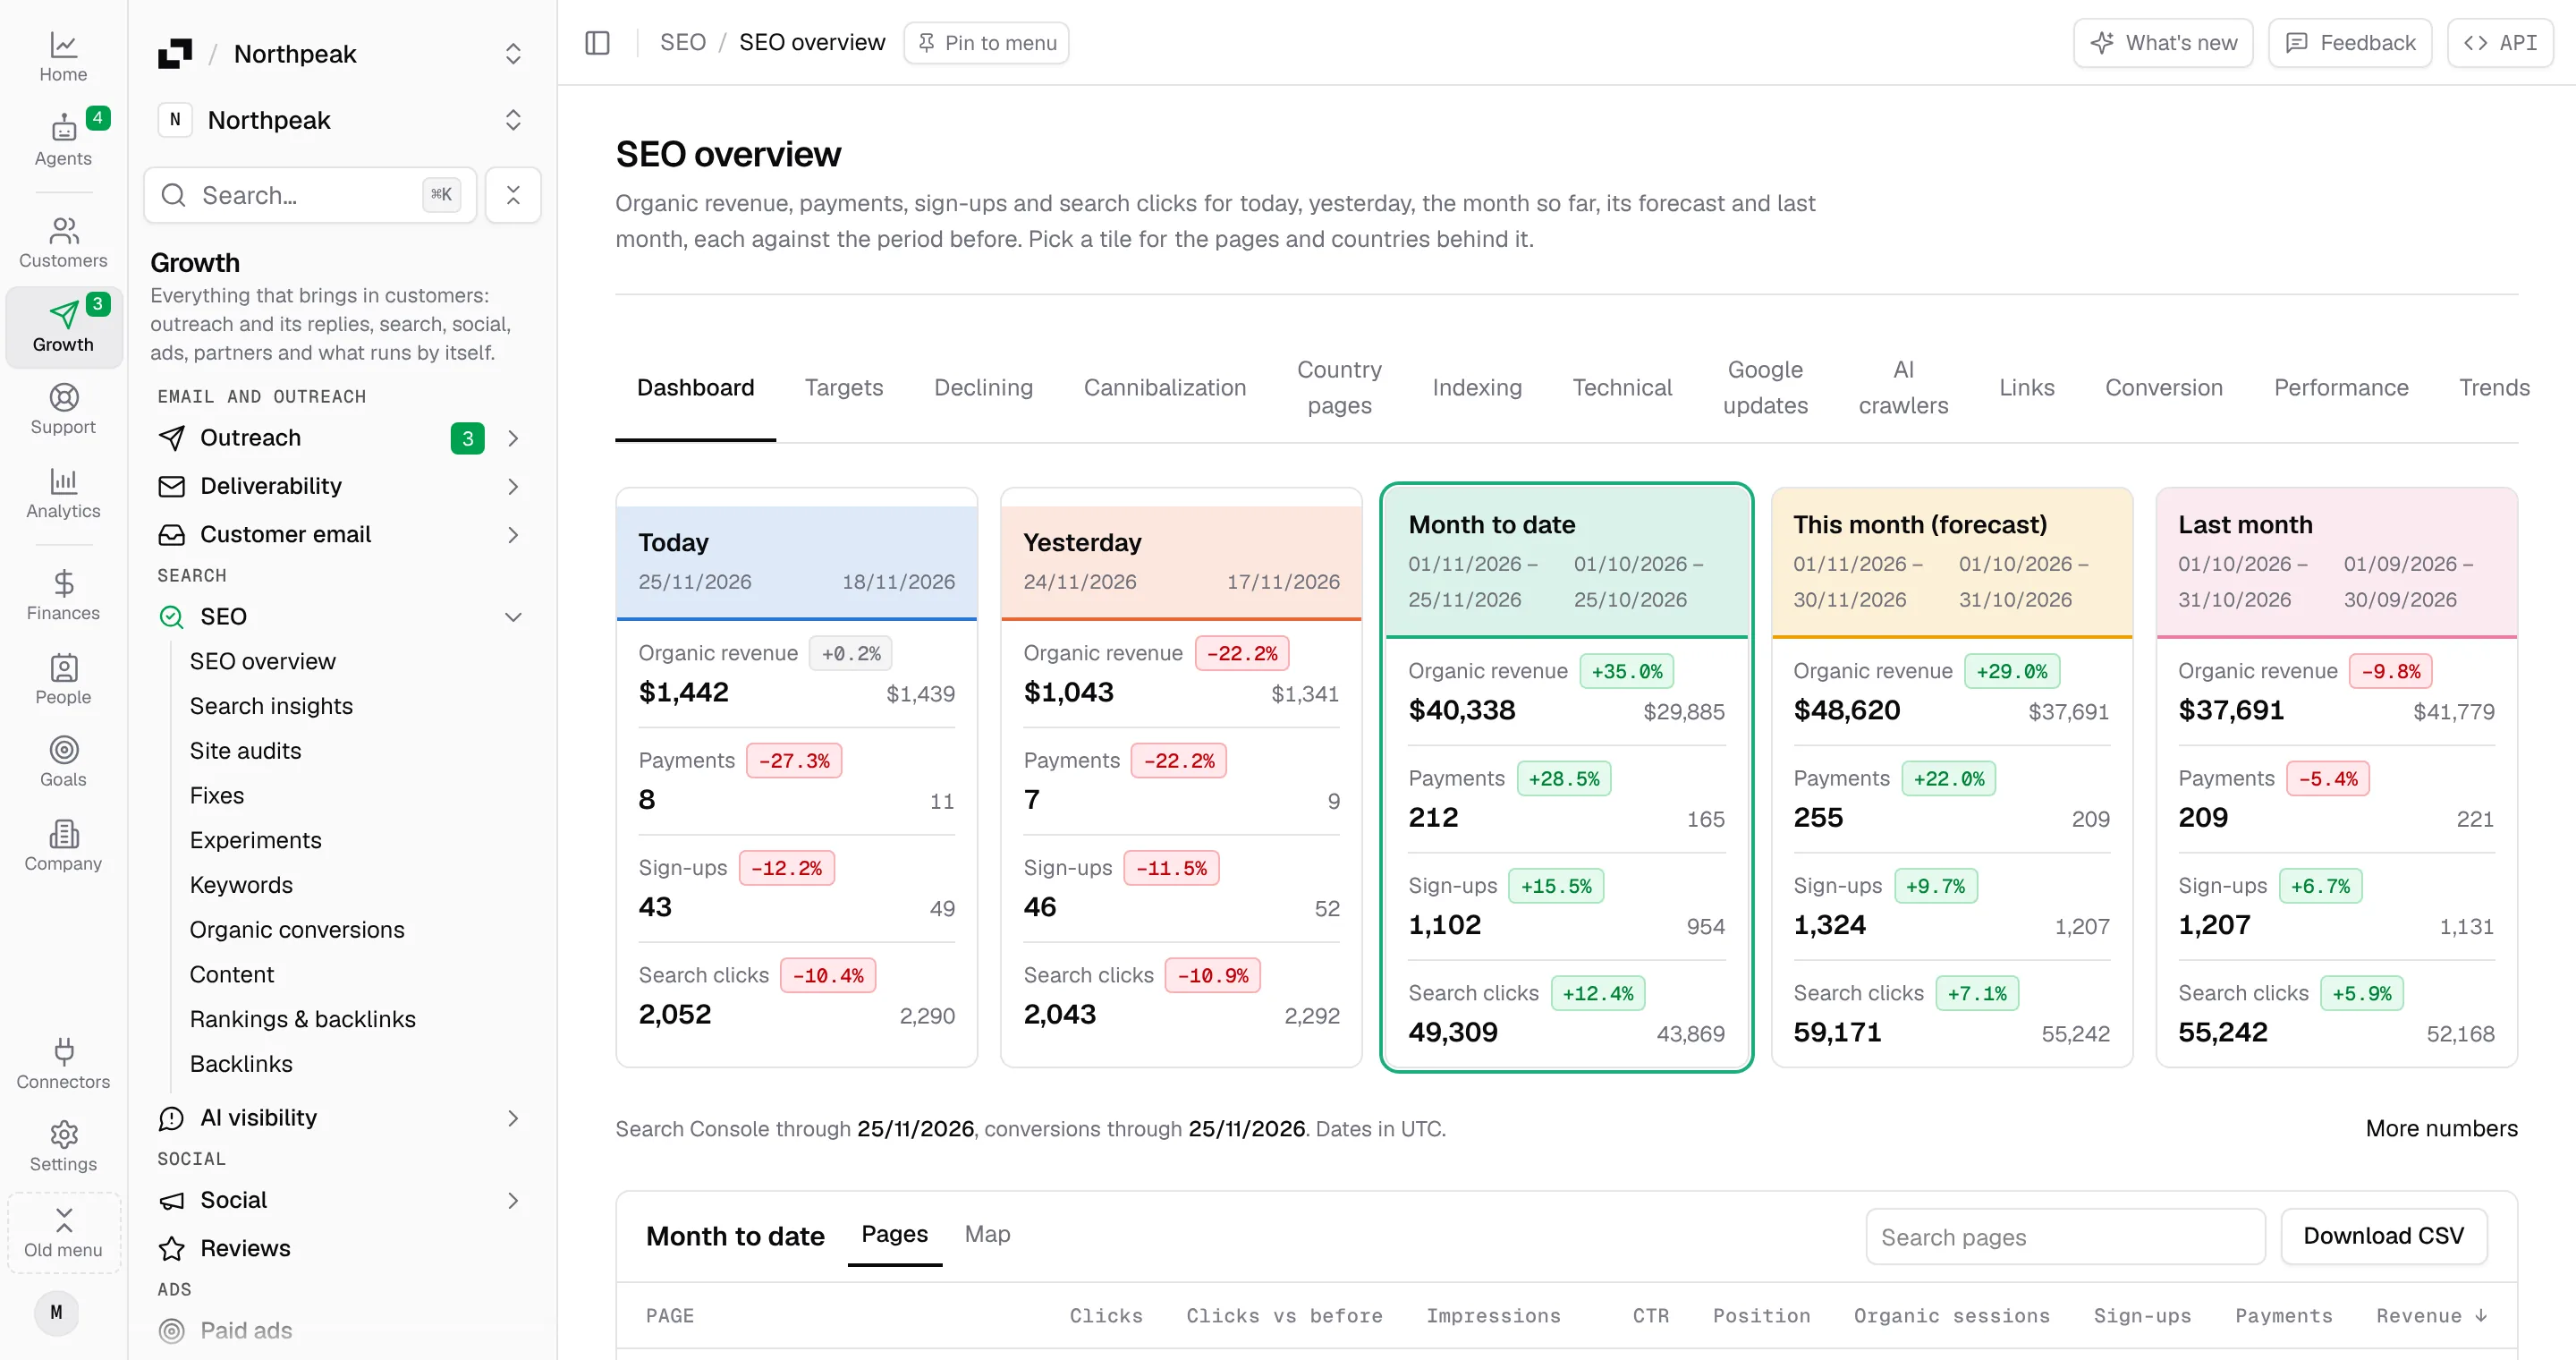 Home
Agents
4
Customers
Growth
3
Support
Analytics
Finances
People
Goals
Company
Connectors
Settings
Old menu
M
/ Northpeak
N Northpeak
Search... ⌘K
Growth
Everything that brings in customers:
outreach and its replies, search, social,
ads, partners and what runs by itself.
EMAIL AND OUTREACH
Outreach 3
Deliverability
Customer email
SEARCH
SEO
SEO overview
Search insights
Site audits
Fixes
Experiments
Keywords
Organic conversions
Content
Rankings & backlinks
Backlinks
AI visibility
SOCIAL
Social
Reviews
ADS
Paid ads
SEO / SEO overview Pin to menu
What's new Feedback API
SEO overview
Organic revenue, payments, sign-ups and search clicks for today, yesterday, the month so far, its forecast and last
month, each against the period before. Pick a tile for the pages and countries behind it.
Dashboard Targets Declining Cannibalization Country pages Indexing Technical Google updates AI crawlers Links Conversion Performance Trends
Today
25/11/2026 18/11/2026
Organic revenue +0.2%
$1,442 $1,439
Payments -27.3%
8 11
Sign-ups -12.2%
43 49
Search clicks -10.4%
2,052 2,290
Yesterday
24/11/2026 17/11/2026
Organic revenue -22.2%
$1,043 $1,341
Payments -22.2%
7 9
Sign-ups -11.5%
46 52
Search clicks -10.9%
2,043 2,292
Month to date
01/11/2026 – 01/10/2026 –
25/11/2026 25/10/2026
Organic revenue +35.0%
$40,338 $29,885
Payments +28.5%
212 165
Sign-ups +15.5%
1,102 954
Search clicks +12.4%
49,309 43,869
This month (forecast)
01/11/2026 – 01/10/2026 –
30/11/2026 31/10/2026
Organic revenue +29.0%
$48,620 $37,691
Payments +22.0%
255 209
Sign-ups +9.7%
1,324 1,207
Search clicks +7.1%
59,171 55,242
Last month
01/10/2026 – 01/09/2026 –
31/10/2026 30/09/2026
Organic revenue -9.8%
$37,691 $41,779
Payments -5.4%
209 221
Sign-ups +6.7%
1,207 1,131
Search clicks +5.9%
55,242 52,168
Search Console through 25/11/2026, conversions through 25/11/2026. Dates in UTC.
More numbers
Month to date Pages Map
Search pages Download CSV
PAGE Clicks Clicks vs before Impressions CTR Position Organic sessions Sign-ups Payments Revenue ↓